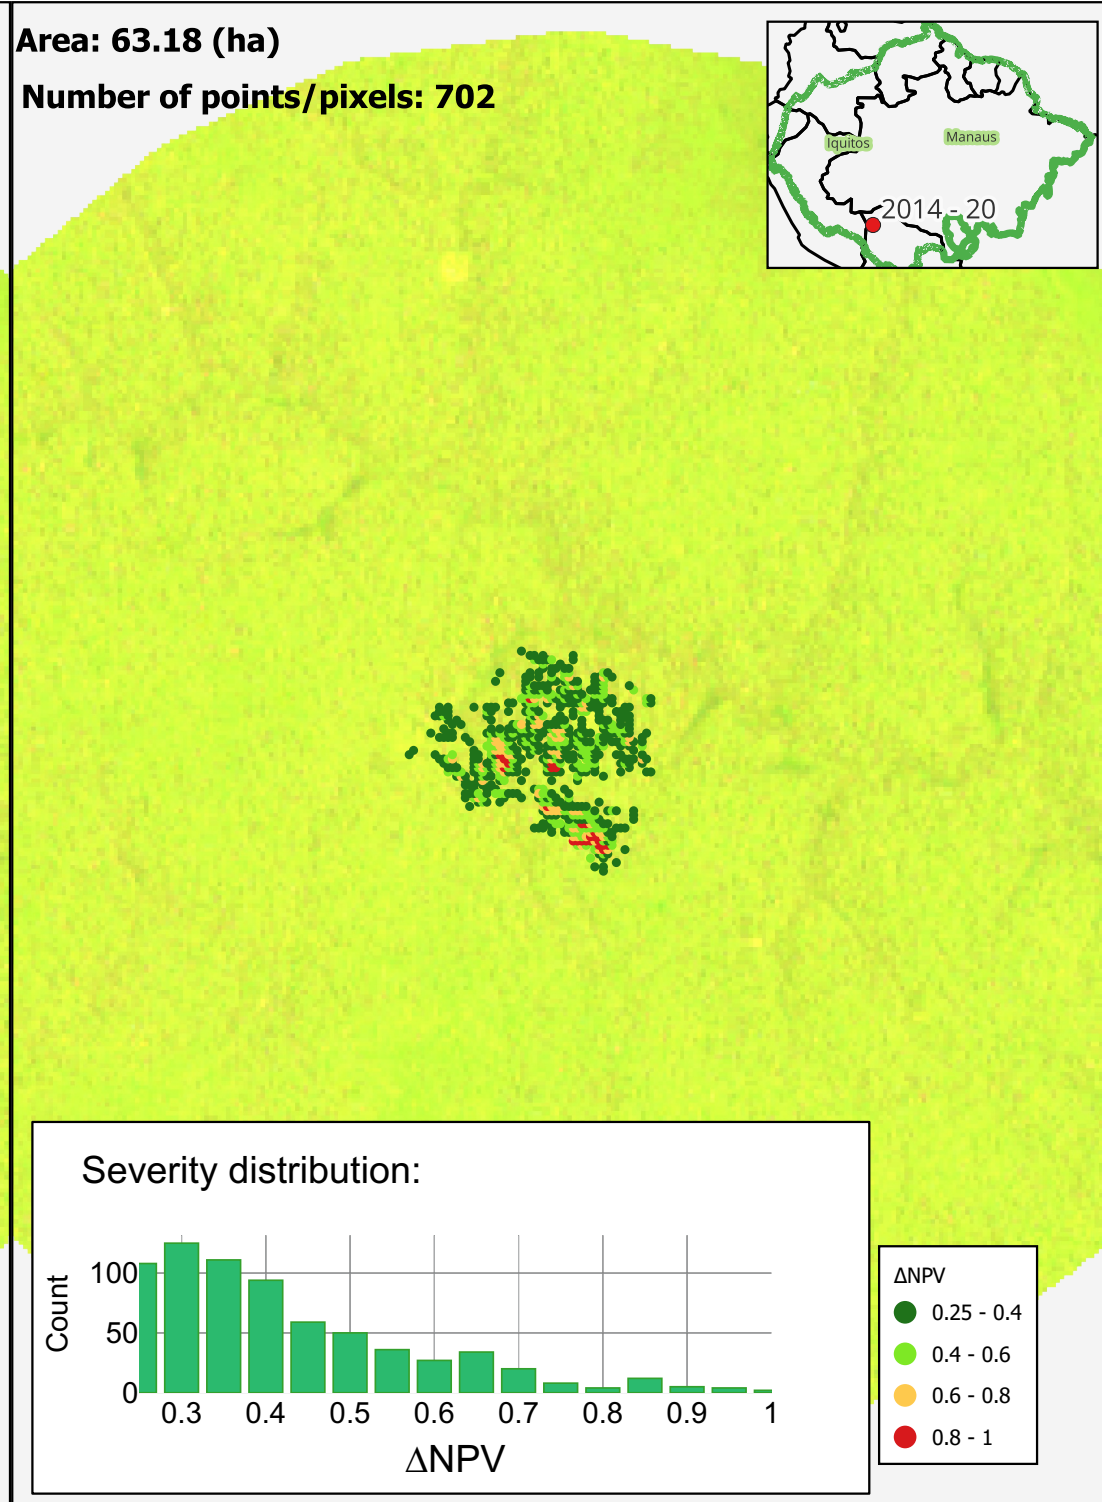 Area: 63.18 (ha)
Number of points/pixels: 702
Iquitos
Manaus
2014 - 20
Severity distribution:
Count
100
50
0
0.3 0.4 0.5 0.6 0.7 0.8 0.9 1
ΔNPV
ΔNPV
0.25 - 0.4
0.4 - 0.6
0.6 - 0.8
0.8 - 1